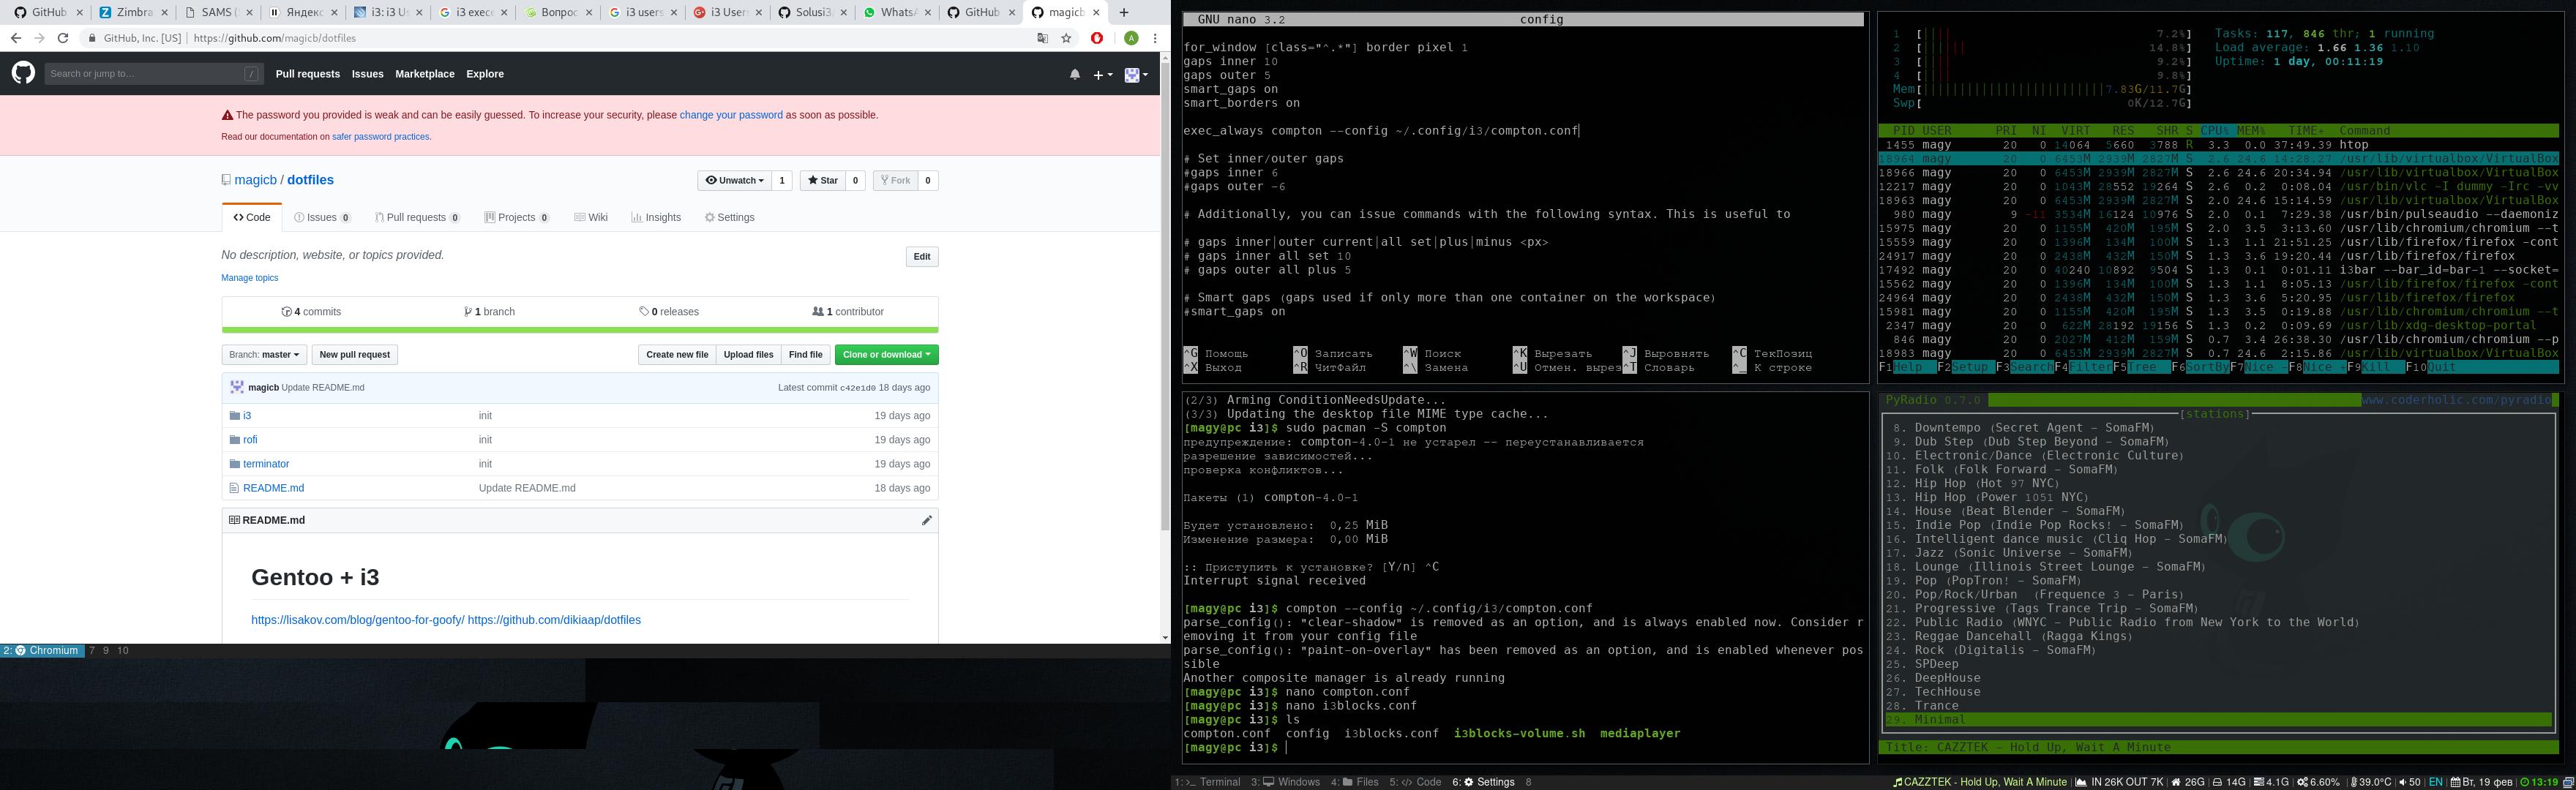 GitHub
Zimbra
SAMS (
Яндекс
i3: i3 Us
i3 exece
Вопрос
i3 users
i3 User
Solusi3
WhatsA
GitHub
magicb
GitHub, Inc. [US] | https://github.com/magicb/dotfiles
Search or jump to…
/
Pull requests Issues Marketplace Explore
The password you provided is weak and can be easily guessed. To increase your security, please change your password as soon as possible.
Read our documentation on safer password practices.
magicb / dotfiles
Unwatch 1 Star 0 Fork 0
Code Issues 0 Pull requests 0 Projects 0 Wiki Insights Settings
No description, website, or topics provided.
Edit
Manage topics
4 commits 1 branch 0 releases 1 contributor
Branch: master New pull request Create new file Upload files Find file Clone or download
magicb Update README.md Latest commit c42e1d0 18 days ago
i3 init 19 days ago
rofi init 19 days ago
terminator init 19 days ago
README.md Update README.md 18 days ago
README.md
Gentoo + i3
https://lisakov.com/blog/gentoo-for-goofy/ https://github.com/dikiaap/dotfiles
2: Chromium 7 9 10
GNU nano 3.2 config
for_window [class="^.*"] border pixel 1
gaps inner 10
gaps outer 5
smart_gaps on
smart_borders on
exec_always compton --config ~/.config/i3/compton.conf
# Set inner/outer gaps
#gaps inner 6
#gaps outer -6
# Additionally, you can issue commands with the following syntax. This is useful to
# gaps inner|outer current|all set|plus|minus <px>
# gaps inner all set 10
# gaps outer all plus 5
# Smart gaps (gaps used if only more than one container on the workspace)
#smart_gaps on
^G Помощь ^O Записать ^W Поиск ^K Вырезать ^J Выровнять ^C ТекПозиц
^X Выход ^R ЧитФайл ^\ Замена ^U Отмен. вырез ^T Словарь ^_ К строке
(2/3) Arming ConditionNeedsUpdate...
(3/3) Updating the desktop file MIME type cache...
[magy@pc i3]$ sudo pacman -S compton
предупреждение: compton-4.0-1 не устарел -- переустанавливается
разрешение зависимостей...
проверка конфликтов...
Пакеты (1) compton-4.0-1
Будет установлено: 0,25 MiB
Изменение размера: 0,00 MiB
:: Приступить к установке? [Y/n] ^C
Interrupt signal received
[magy@pc i3]$ compton --config ~/.config/i3/compton.conf
parse_config(): "clear-shadow" is removed as an option, and is always enabled now. Consider r
emoving it from your config file
parse_config(): "paint-on-overlay" has been removed as an option, and is enabled whenever pos
sible
Another composite manager is already running
[magy@pc i3]$ nano compton.conf
[magy@pc i3]$ nano i3blocks.conf
[magy@pc i3]$ ls
compton.conf config i3blocks.conf i3blocks-volume.sh mediaplayer
[magy@pc i3]$
1 [|||| 7.2%] Tasks: 117, 846 thr; 1 running
2 [|||||| 14.8%] Load average: 1.66 1.36 1.10
3 [|||| 9.2%] Uptime: 1 day, 00:11:19
4 [|||| 9.8%]
Mem[||||||||||||||||||||||||| 7.83G/11.7G]
Swp[ 0K/12.7G]
PID USER PRI NI VIRT RES SHR S CPU% MEM% TIME+ Command
1455 magy 20 0 14064 5660 3788 R 3.3 0.0 37:49.39 htop
18964 magy 20 0 6453M 2939M 2827M S 2.6 24.6 14:28.27 /usr/lib/virtualbox/VirtualBox
18966 magy 20 0 6453M 2939M 2827M S 2.6 24.6 20:34.94 /usr/lib/virtualbox/VirtualBox
12217 magy 20 0 1043M 28552 19264 S 2.6 0.2 0:08.04 /usr/bin/vlc -I dummy -Irc -vv
18963 magy 20 0 6453M 2939M 2827M S 2.0 24.6 15:14.59 /usr/lib/virtualbox/VirtualBox
980 magy 9 -11 3534M 16124 10976 S 2.0 0.1 7:29.38 /usr/bin/pulseaudio --daemoniz
15975 magy 20 0 1155M 420M 195M S 2.0 3.5 3:13.60 /usr/lib/chromium/chromium --t
15559 magy 20 0 1396M 134M 100M S 1.3 1.1 21:51.25 /usr/lib/firefox/firefox -cont
24917 magy 20 0 2438M 432M 150M S 1.3 3.6 19:20.44 /usr/lib/firefox/firefox
17492 magy 20 0 40240 10892 9504 S 1.3 0.1 0:01.11 i3bar --bar_id=bar-1 --socket=
15562 magy 20 0 1396M 134M 100M S 1.3 1.1 8:05.13 /usr/lib/firefox/firefox -cont
24964 magy 20 0 2438M 432M 150M S 1.3 3.6 5:20.95 /usr/lib/firefox/firefox
15981 magy 20 0 1155M 420M 195M S 1.3 3.5 0:19.88 /usr/lib/chromium/chromium --t
2347 magy 20 0 622M 28192 19156 S 1.3 0.2 0:09.69 /usr/lib/xdg-desktop-portal
846 magy 20 0 2027M 412M 159M S 0.7 3.4 26:38.30 /usr/lib/chromium/chromium --p
18983 magy 20 0 6453M 2939M 2827M S 0.7 24.6 2:15.86 /usr/lib/virtualbox/VirtualBox
F1Help F2Setup F3SearchF4FilterF5Tree F6SortByF7Nice -F8Nice +F9Kill F10Quit
PyRadio 0.7.0 www.coderholic.com/pyradio
[stations]
8. Downtempo (Secret Agent - SomaFM)
9. Dub Step (Dub Step Beyond - SomaFM)
10. Electronic/Dance (Electronic Culture)
11. Folk (Folk Forward - SomaFM)
12. Hip Hop (Hot 97 NYC)
13. Hip Hop (Power 1051 NYC)
14. House (Beat Blender - SomaFM)
15. Indie Pop (Indie Pop Rocks! - SomaFM)
16. Intelligent dance music (Cliq Hop - SomaFM)
17. Jazz (Sonic Universe - SomaFM)
18. Lounge (Illinois Street Lounge - SomaFM)
19. Pop (PopTron! - SomaFM)
20. Pop/Rock/Urban (Frequence 3 - Paris)
21. Progressive (Tags Trance Trip - SomaFM)
22. Public Radio (WNYC - Public Radio from New York to the World)
23. Reggae Dancehall (Ragga Kings)
24. Rock (Digitalis - SomaFM)
25. SPDeep
26. DeepHouse
27. TechHouse
28. Trance
29. Minimal
Title: CAZZTEK - Hold Up, Wait A Minute
1: Terminal 3: Windows 4: Files 5: Code 6: Settings 8
CAZZTEK - Hold Up, Wait A Minute | IN 26K OUT 7K | 26G | 14G | 4.1G | 6.60% | 39.0°C | 50 | EN | Вт, 19 фев | 13:19